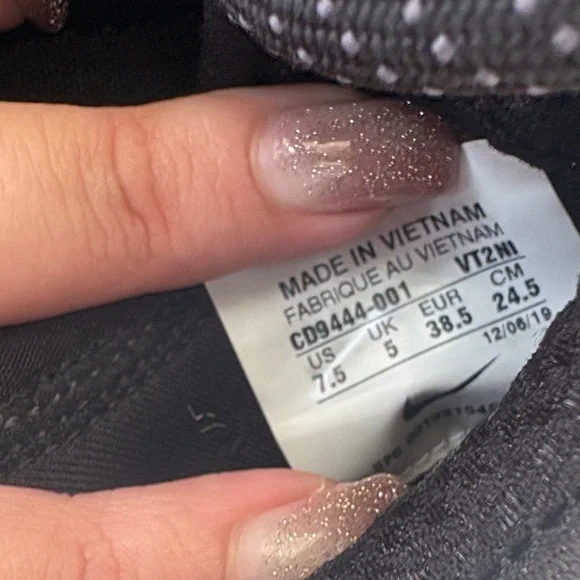 MADE IN VIETNAM
FABRIQUE AU VIETNAM
CD9444-001 VT2NI
US UK EUR CM
7.5 5 38.5 24.5
12/06/19